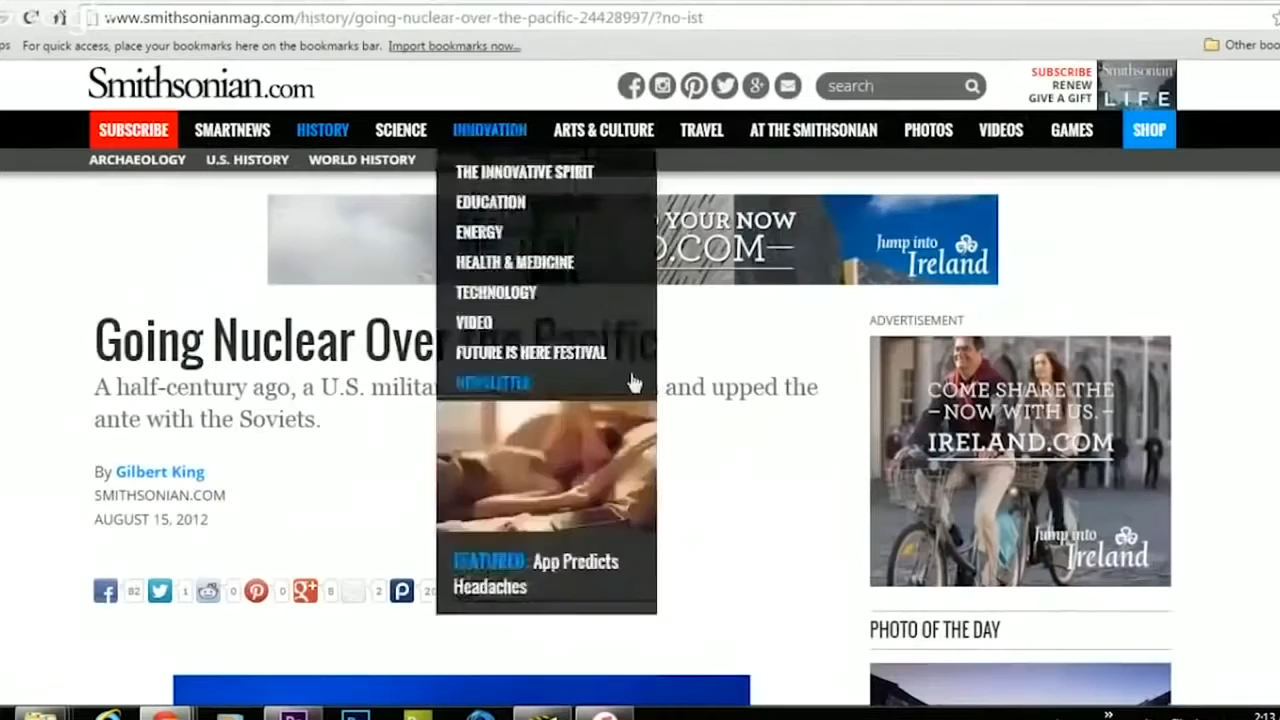 www.smithsonianmag.com/history/going-nuclear-over-the-pacific-24428997/?no-ist
For quick access, place your bookmarks here on the bookmarks bar. Import bookmarks now...
Other boo
Smithsonian.com
search
SUBSCRIBE
RENEW
GIVE A GIFT
Smithsonian
LIFE
SUBSCRIBE SMARTNEWS HISTORY SCIENCE INNOVATION ARTS & CULTURE TRAVEL AT THE SMITHSONIAN PHOTOS VIDEOS GAMES SHOP
ARCHAEOLOGY U.S. HISTORY WORLD HISTORY
THE INNOVATIVE SPIRIT
EDUCATION
ENERGY
HEALTH & MEDICINE
TECHNOLOGY
VIDEO
FUTURE IS HERE FESTIVAL
NEWSLETTER
FEATURED: App Predicts
Headaches
YOUR NOW
.COM
Jump into
Ireland
Going Nuclear Over the Pacific
A half-century ago, a U.S. milita and upped the
ante with the Soviets.
By Gilbert King
SMITHSONIAN.COM
AUGUST 15, 2012
82 1 0 0 8 2
ADVERTISEMENT
COME SHARE THE
NOW WITH US.
IRELAND.COM
Jump into
Ireland
PHOTO OF THE DAY